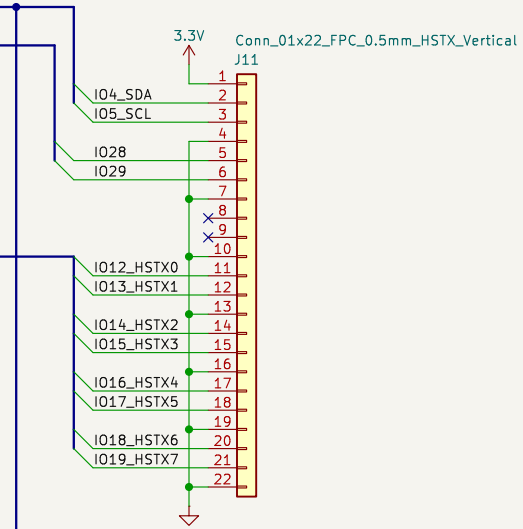 3.3V
Conn_01x22_FPC_0.5mm_HSTX_Vertical
J11
1
IO4_SDA 2
IO5_SCL 3
4
IO28 5
IO29 6
7
8
9
10
IO12_HSTX0 11
IO13_HSTX1 12
13
IO14_HSTX2 14
IO15_HSTX3 15
16
IO16_HSTX4 17
IO17_HSTX5 18
19
IO18_HSTX6 20
IO19_HSTX7 21
22